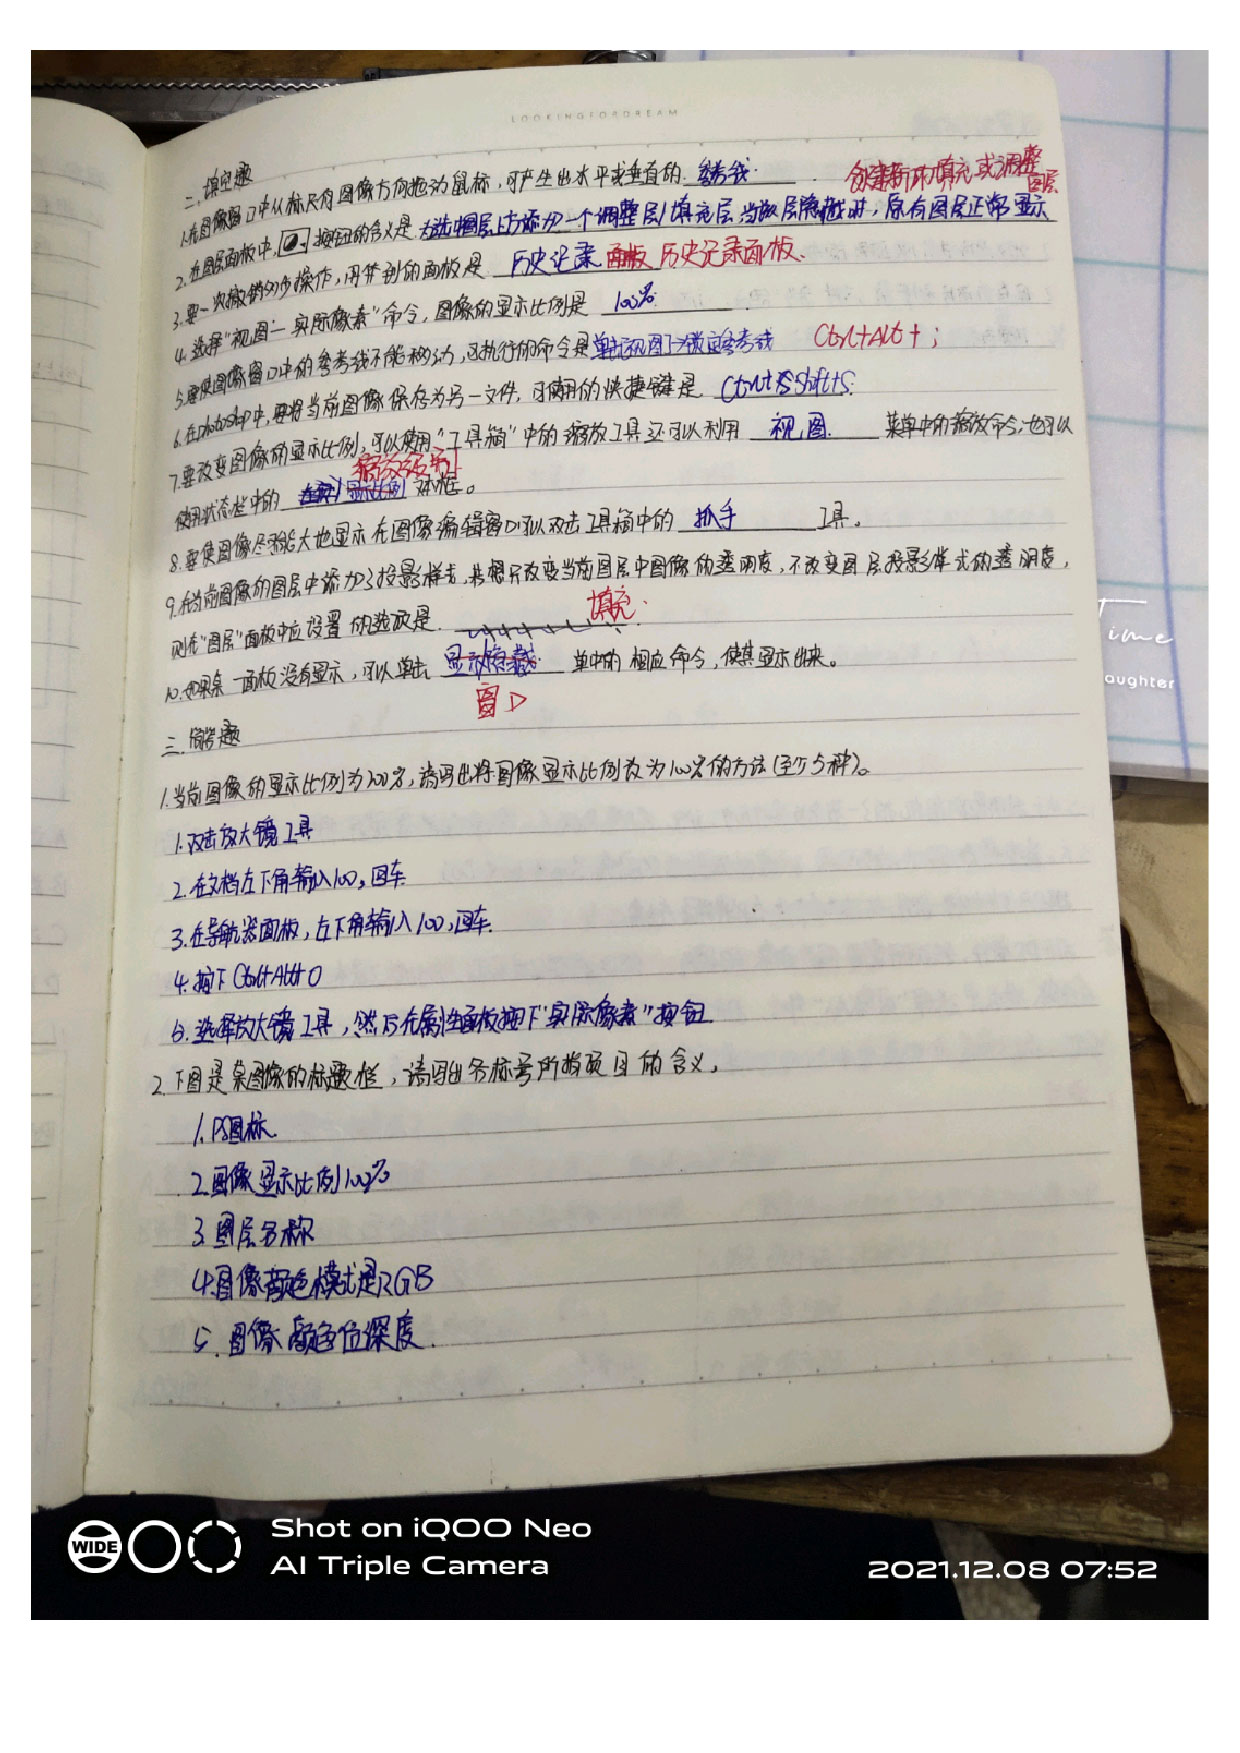 LOOKINGFORDREAM
二.填空题
1.在图像窗口中从标尺向图像方向拖动鼠标,可产生出水平或垂直的 参考线. 创建新的填充或调整图层
2.在图层面板中,按钮的含义是 为选中图层上方添加一个调整层/填充层 当做层隐藏时,原有图层正常显示
3.要一次撤销多步操作,用并到的面板是 历史记录 面板 历史记录面板.
4.选择"视图—实际像素"命令,图像的显示比例是 100%
5.要使图像窗口中的参考线不能移动,可执行的命令是单击视图→锁定参考线 Ctrl+Alt+;
6.在Photoshop中,要将当前图像保存为另一文件,可使用的快捷键是 Ctrl+Shift+S.
7.要改变图像的显示比例,可以使用"工具箱"中的缩放工具还可以利用 视图. 菜单中的缩放命令,也可以
使用状态栏中的 显示比例 缩放 框。
8.要使图像尽可能大地显示在图像编辑窗口可以双击工具箱中的 抓手 工具。
9.在当前图像的图层中添加了投影样式,若想只改变当前图层中图像的透明度,不改变图层投影样式的透明度,
则在"图层"面板中应设置的选项是 填充.
10.如果某一面板没有显示,可以单击 显示隐藏 单中的相应命令,使其显示出来。
窗口
三.简答题
1.当前图像的显示比例为200%,请写出将图像显示比例改为100%的方法(至少5种)。
1.双击放大镜工具
2.在文档左下角输入100,回车
3.在导航器面板,左下角输入100,回车.
4.按下Ctrl+Alt+0
5.选择放大镜工具,然后在属性面板按下"实际像素"按钮.
2.下图是某图像的标题栏,请写出各标号所指项目的含义。
1.PS图标.
2.图像显示比例100%
3.图层名称
4.图像颜色模式是RGB
5.图像颜色位深度.
Time
aughter
WIDE
Shot on iQOO Neo
AI Triple Camera
2021.12.08 07:52